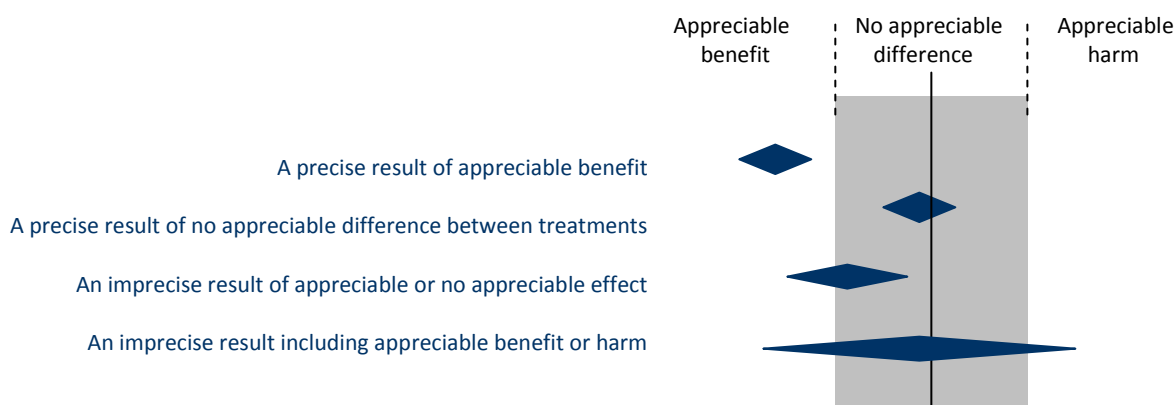 Appreciable No appreciable Appreciable
benefit difference harm
A precise result of appreciable benefit
A precise result of no appreciable difference between treatments
An imprecise result of appreciable or no appreciable effect
An imprecise result including appreciable benefit or harm